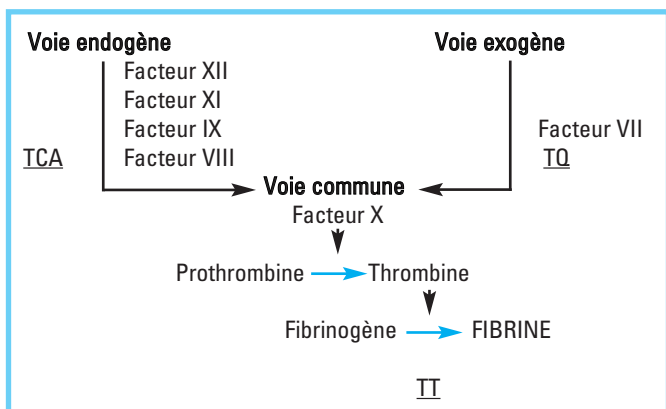 Voie endogène Voie exogène
Facteur XII
Facteur XI
Facteur IX
Facteur VII
TCA Facteur VIII TQ
Voie commune
Facteur X
Prothrombine Thrombine
Fibrinogène FIBRINE
TT